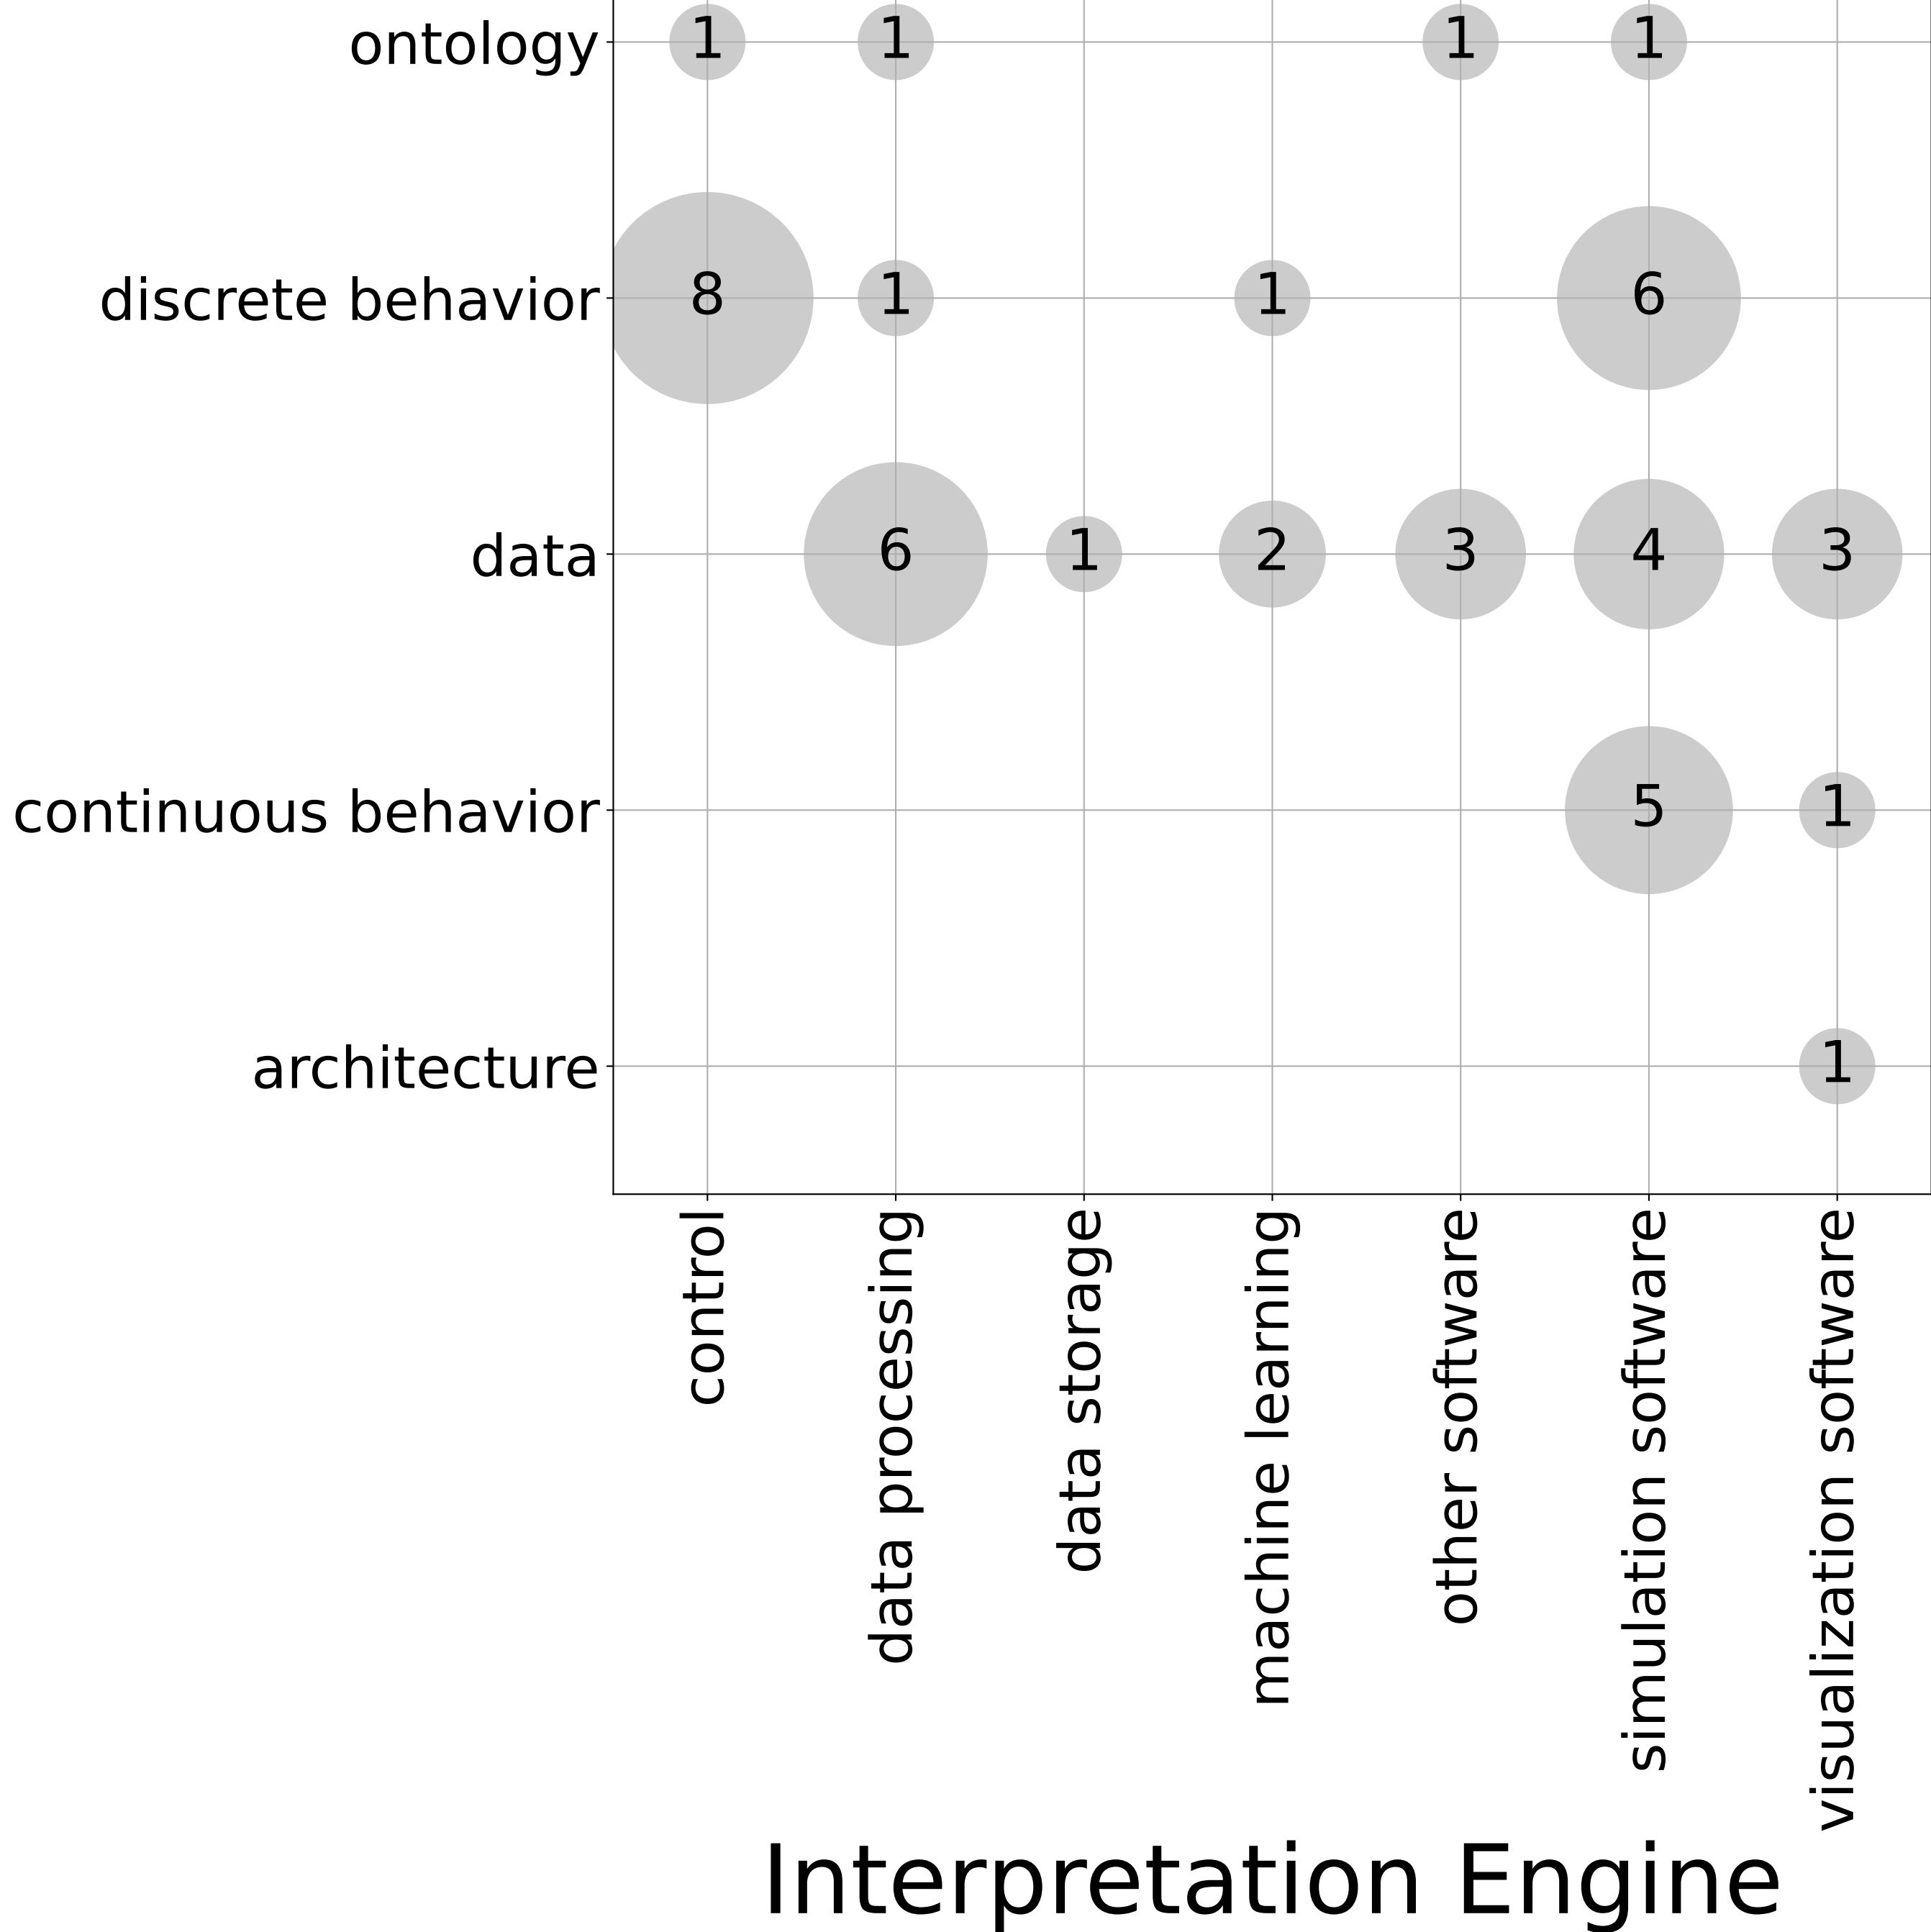 ontology 1 1 1 1
discrete behavior 8 1 1 6
data 6 1 2 3 4 3
continuous behavior 5 1
architecture 1
control
data processing
data storage
machine learning
other software
simulation software
visualization software
Interpretation Engine